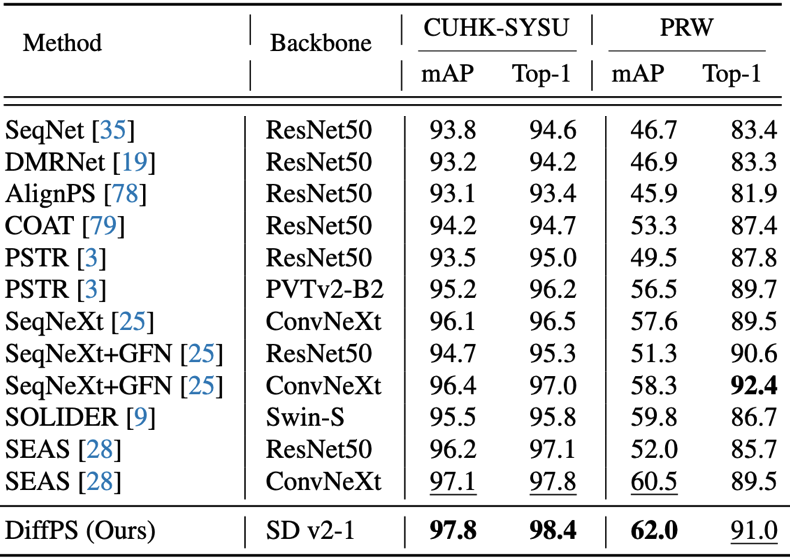 Method Backbone CUHK-SYSU PRW
mAP Top-1 mAP Top-1
SeqNet [35] ResNet50 93.8 94.6 46.7 83.4
DMRNet [19] ResNet50 93.2 94.2 46.9 83.3
AlignPS [78] ResNet50 93.1 93.4 45.9 81.9
COAT [79] ResNet50 94.2 94.7 53.3 87.4
PSTR [3] ResNet50 93.5 95.0 49.5 87.8
PSTR [3] PVTv2-B2 95.2 96.2 56.5 89.7
SeqNeXt [25] ConvNeXt 96.1 96.5 57.6 89.5
SeqNeXt+GFN [25] ResNet50 94.7 95.3 51.3 90.6
SeqNeXt+GFN [25] ConvNeXt 96.4 97.0 58.3 92.4
SOLIDER [9] Swin-S 95.5 95.8 59.8 86.7
SEAS [28] ResNet50 96.2 97.1 52.0 85.7
SEAS [28] ConvNeXt 97.1 97.8 60.5 89.5
DiffPS (Ours) SD v2-1 97.8 98.4 62.0 91.0